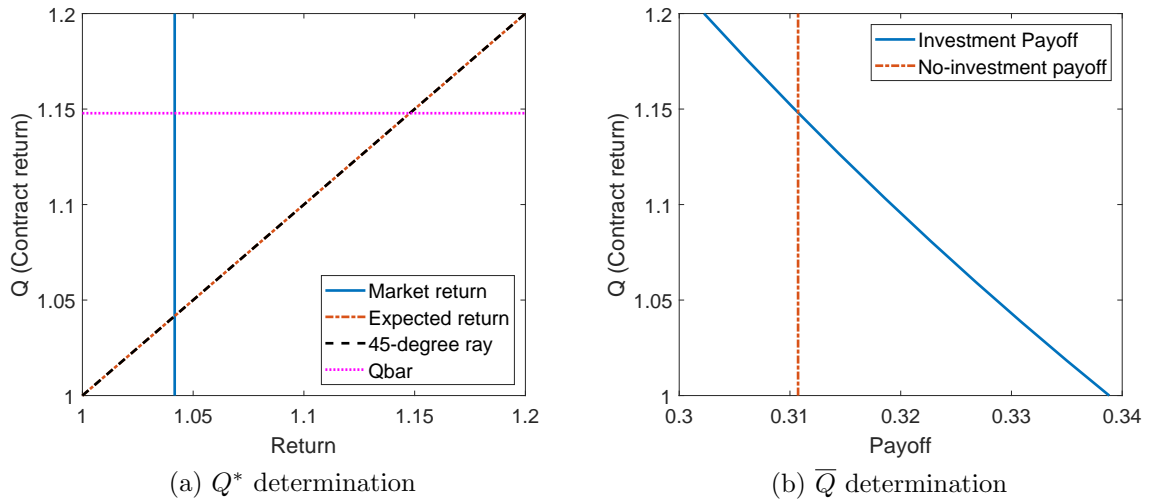 1.2
1.15
1.1
1.05
1
Q (Contract return)
1
1.05
1.1
1.15
1.2
Return
Market return
Expected return
45-degree ray
Qbar
(a) Q* determination
1.2
1.15
1.1
1.05
1
Q (Contract return)
0.3
0.31
0.32
0.33
0.34
Payoff
Investment Payoff
No-investment payoff
(b) Q̅ determination